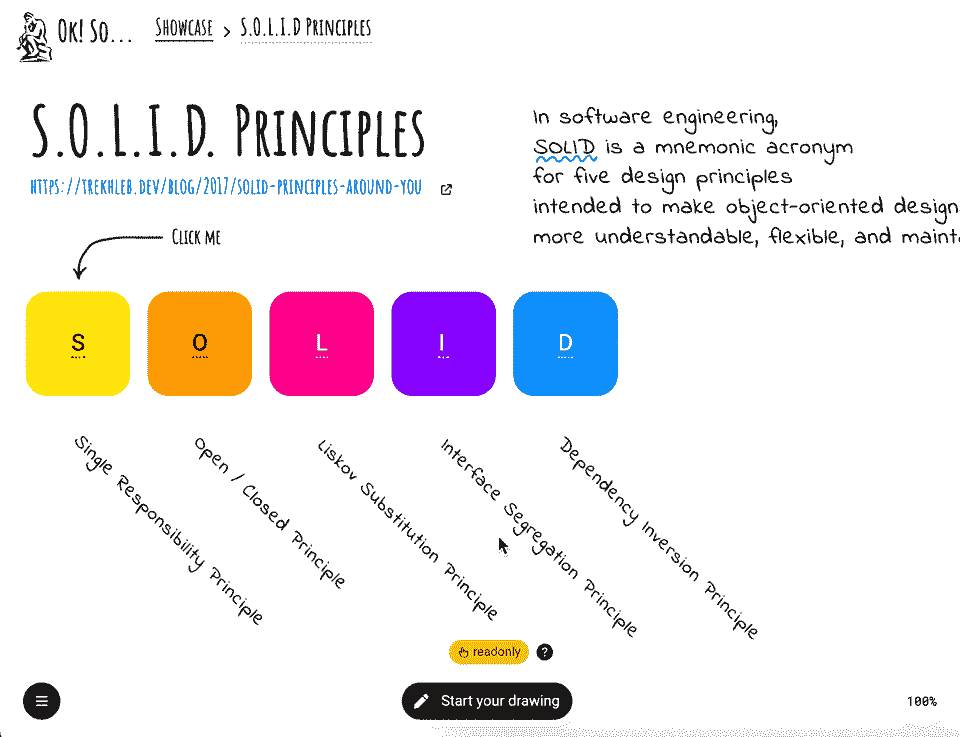 Ok! So...
Showcase > S.O.L.I.D Principles
S.O.L.I.D. Principles
https://trekhleb.dev/blog/2017/solid-principles-around-you
In software engineering,
SOLID is a mnemonic acronym
for five design principles
intended to make object-oriented design
more understandable, flexible, and maint
Click me
S
O
L
I
D
Single Responsibility Principle
Open / Closed Principle
Liskov Substitution Principle
Interface Segregation Principle
Dependency Inversion Principle
readonly ?
Start your drawing
100%